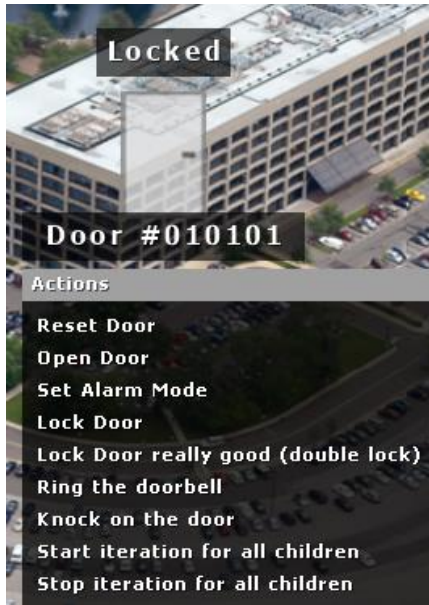 Locked
Door #010101
Actions
Reset Door
Open Door
Set Alarm Mode
Lock Door
Lock Door really good (double lock)
Ring the doorbell
Knock on the door
Start iteration for all children
Stop iteration for all children